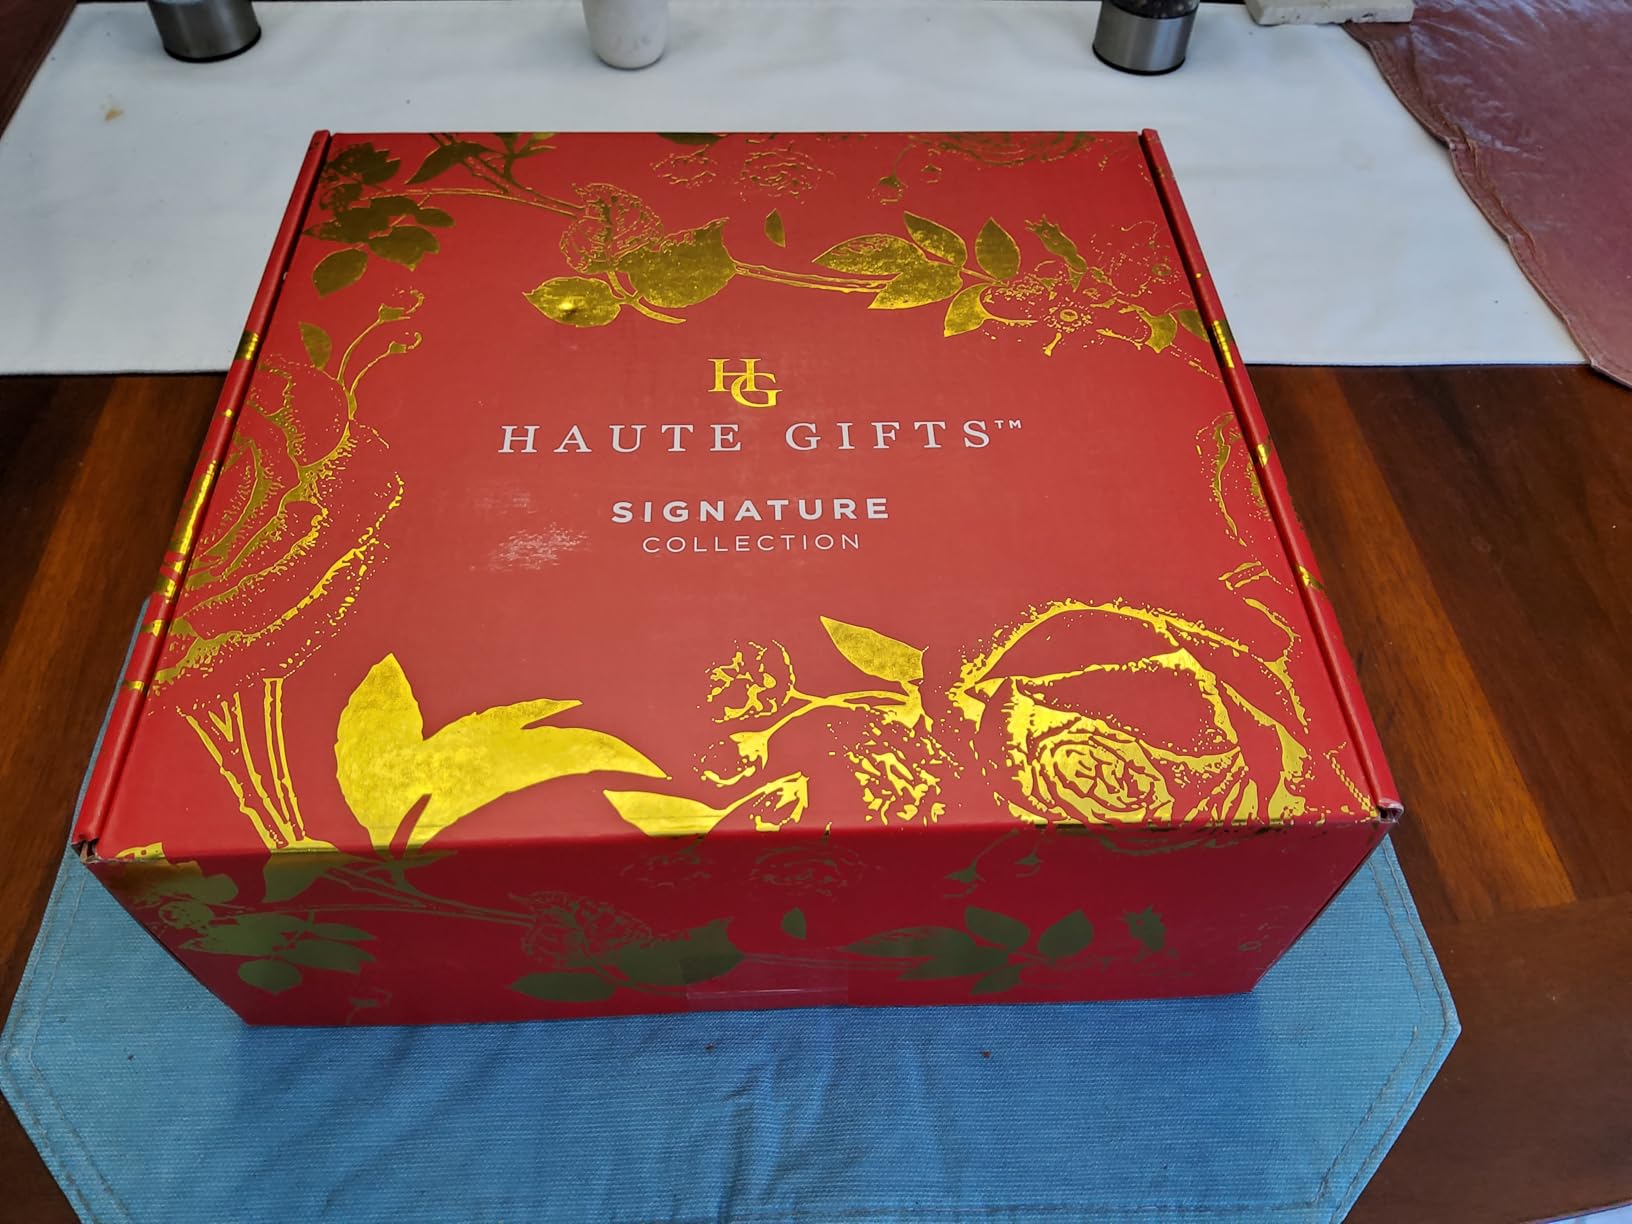 HG
HAUTE GIFTS™
SIGNATURE
COLLECTION